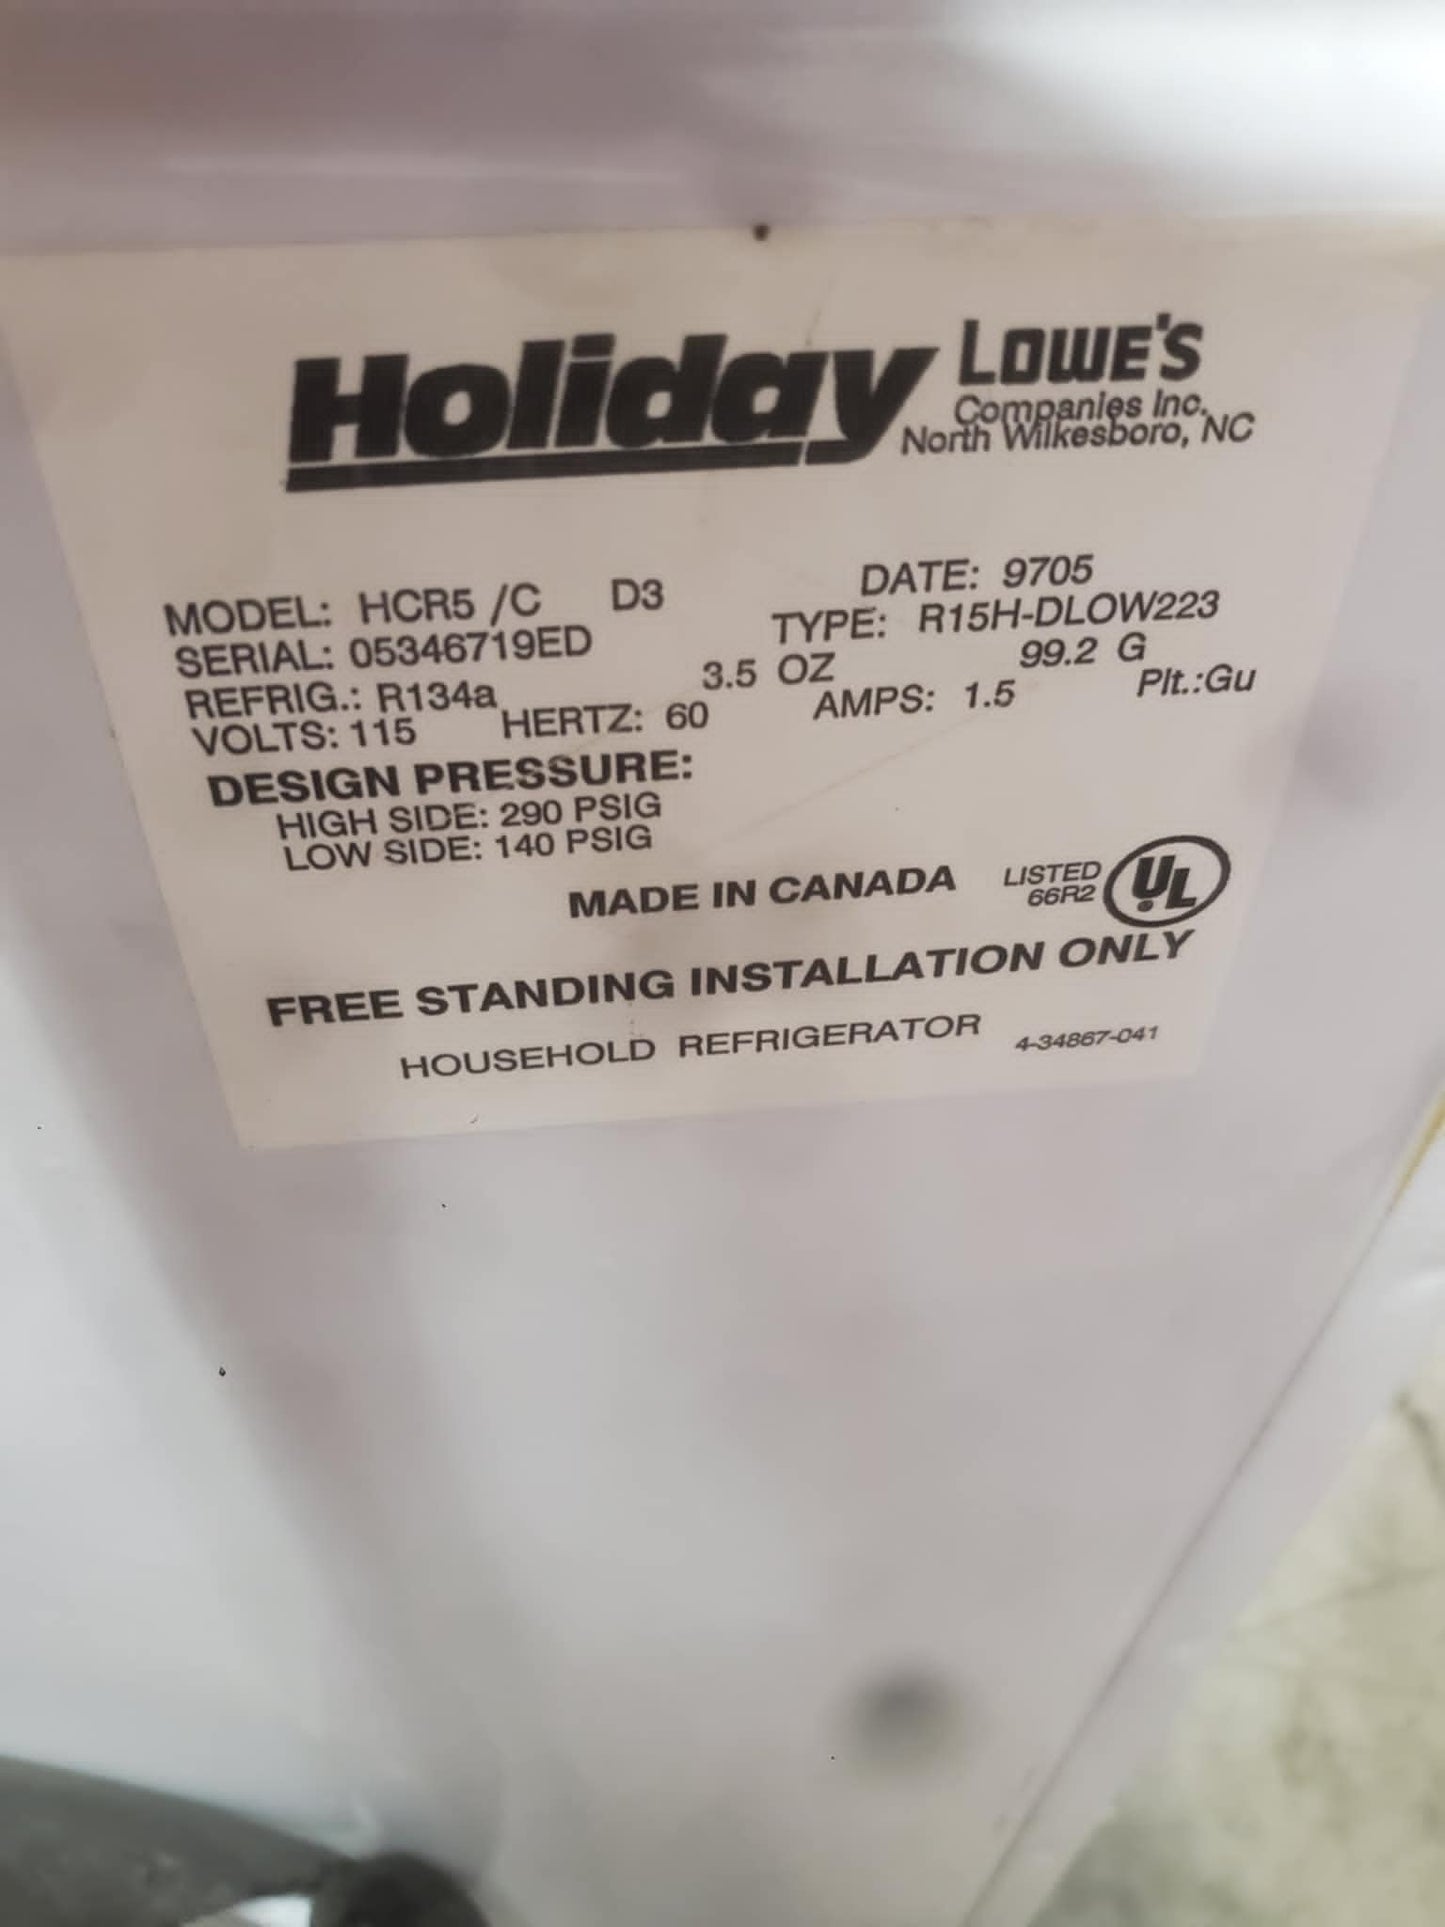 Holiday LOWE'S
Companies Inc.
North Wilkesboro, NC
MODEL: HCR5 /C D3 DATE: 9705
SERIAL: 05346719ED TYPE: R15H-DLOW223
REFRIG.: R134a 3.5 OZ 99.2 G
VOLTS: 115 HERTZ: 60 AMPS: 1.5 Plt.:Gu
DESIGN PRESSURE:
HIGH SIDE: 290 PSIG
LOW SIDE: 140 PSIG
MADE IN CANADA LISTED UL
66R2
FREE STANDING INSTALLATION ONLY
HOUSEHOLD REFRIGERATOR 4-34867-041